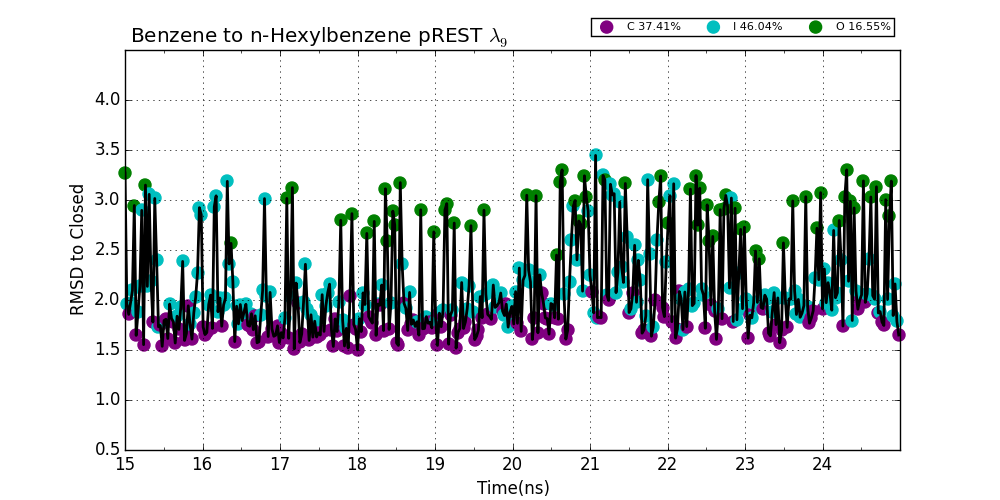 Benzene to n-Hexylbenzene pREST λ9
C 37.41% I 46.04% O 16.55%
RMSD to Closed
4.0
3.5
3.0
2.5
2.0
1.5
1.0
0.5
15 16 17 18 19 20 21 22 23 24
Time(ns)